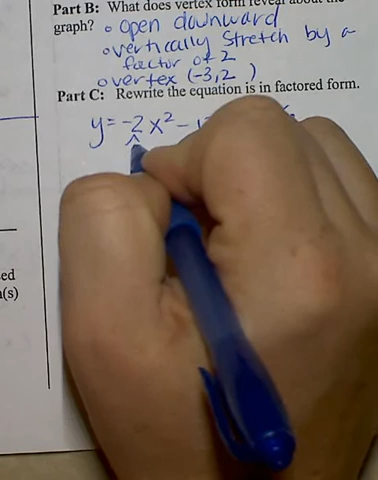 Part B: What does vertex form reveal about the
graph? • open downward
• vertically stretch by a
factor of 2
• vertex (-3,2)
Part C: Rewrite the equation is in factored form.
y = -2x² - 1
ed
(s)